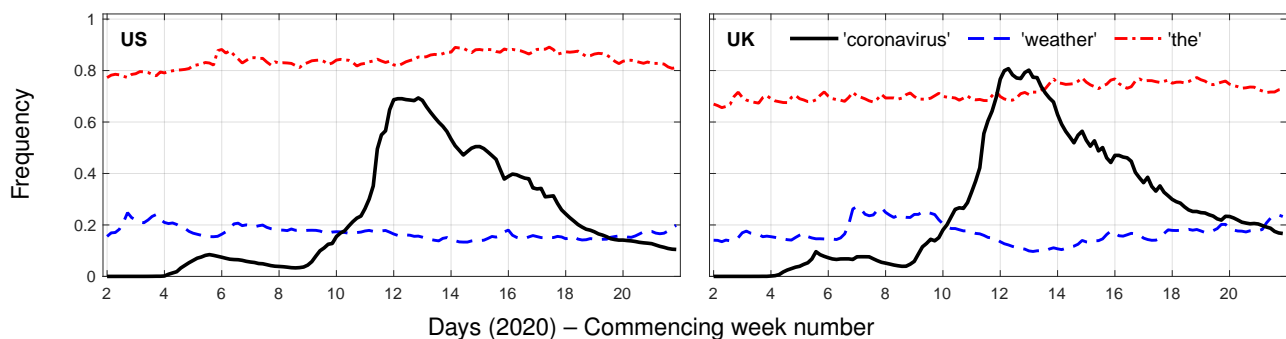 US
UK
'coronavirus'
'weather'
'the'
Frequency
1
0.8
0.6
0.4
0.2
0
2 4 6 8 10 12 14 16 18 20
2 4 6 8 10 12 14 16 18 20
Days (2020) – Commencing week number